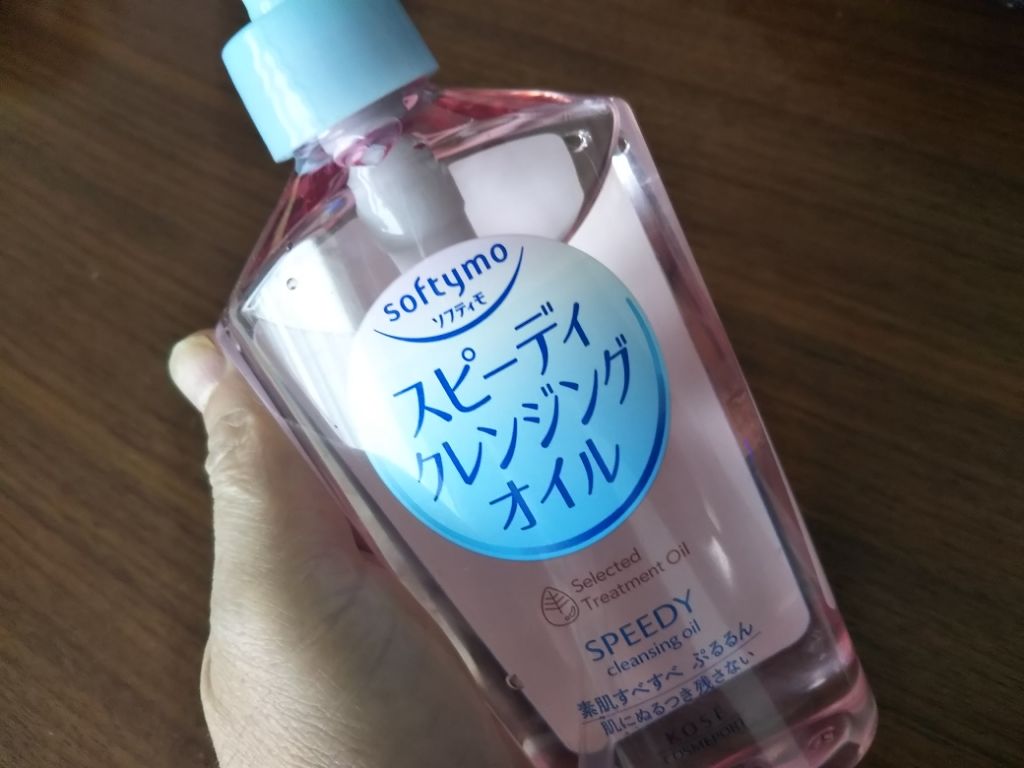 softymo
ソフティモ
スピーディ
クレンジング
オイル
Selected
Treatment Oil
SPEEDY
cleansing oil
素肌すべすべ ぷるるん
肌にぬるつき残さない
KOSÉ
COSMEPORT